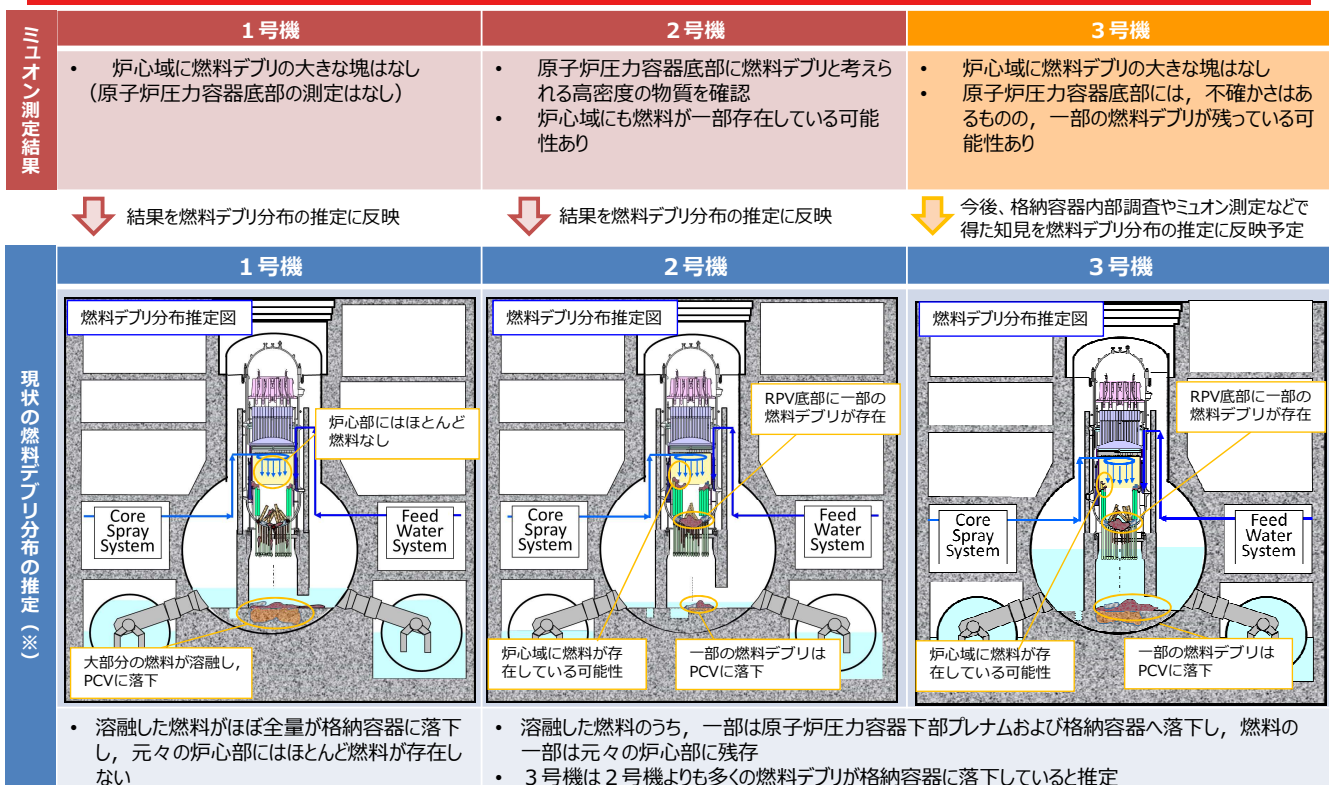 ミュオン測定結果
1号機
2号機
3号機
• 炉心域に燃料デブリの大きな塊はなし
（原子炉圧力容器底部の測定はなし）
• 原子炉圧力容器底部に燃料デブリと考えら
れる高密度の物質を確認
• 炉心域にも燃料が一部存在している可能
性あり
• 炉心域に燃料デブリの大きな塊はなし
• 原子炉圧力容器底部には，不確かさはあ
るものの，一部の燃料デブリが残っている可
能性あり
結果を燃料デブリ分布の推定に反映
結果を燃料デブリ分布の推定に反映
今後、格納容器内部調査やミュオン測定などで
得た知見を燃料デブリ分布の推定に反映予定
現状の燃料デブリ分布の推定（※）
1号機
2号機
3号機
燃料デブリ分布推定図
炉心部にはほとんど
燃料なし
Core
Spray
System
Feed
Water
System
大部分の燃料が溶融し，
PCVに落下
燃料デブリ分布推定図
RPV底部に一部の
燃料デブリが存在
Core
Spray
System
Feed
Water
System
炉心域に燃料が存
在している可能性
一部の燃料デブリは
PCVに落下
燃料デブリ分布推定図
RPV底部に一部の
燃料デブリが存在
Core
Spray
System
Feed
Water
System
炉心域に燃料が存
在している可能性
一部の燃料デブリは
PCVに落下
• 溶融した燃料がほぼ全量が格納容器に落下
し，元々の炉心部にはほとんど燃料が存在し
ない
• 溶融した燃料のうち，一部は原子炉圧力容器下部プレナムおよび格納容器へ落下し，燃料の
一部は元々の炉心部に残存
• 3号機は2号機よりも多くの燃料デブリが格納容器に落下していると推定